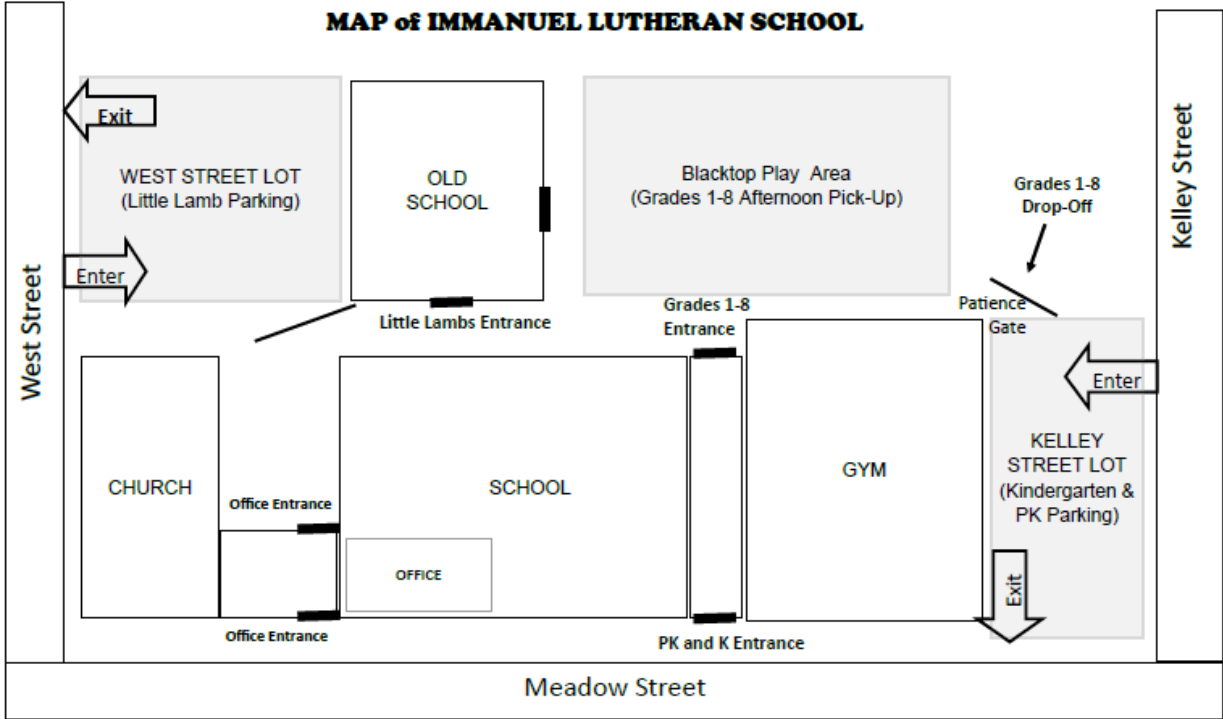 MAP of IMMANUEL LUTHERAN SCHOOL
Exit
WEST STREET LOT
(Little Lamb Parking)
Enter
West Street
OLD
SCHOOL
Little Lambs Entrance
Blacktop Play Area
(Grades 1-8 Afternoon Pick-Up)
Grades 1-8
Drop-Off
Kelley Street
Grades 1-8
Entrance
Patience
Gate
Enter
CHURCH
Office Entrance
SCHOOL
OFFICE
Office Entrance
GYM
KELLEY
STREET LOT
(Kindergarten &
PK Parking)
Exit
PK and K Entrance
Meadow Street